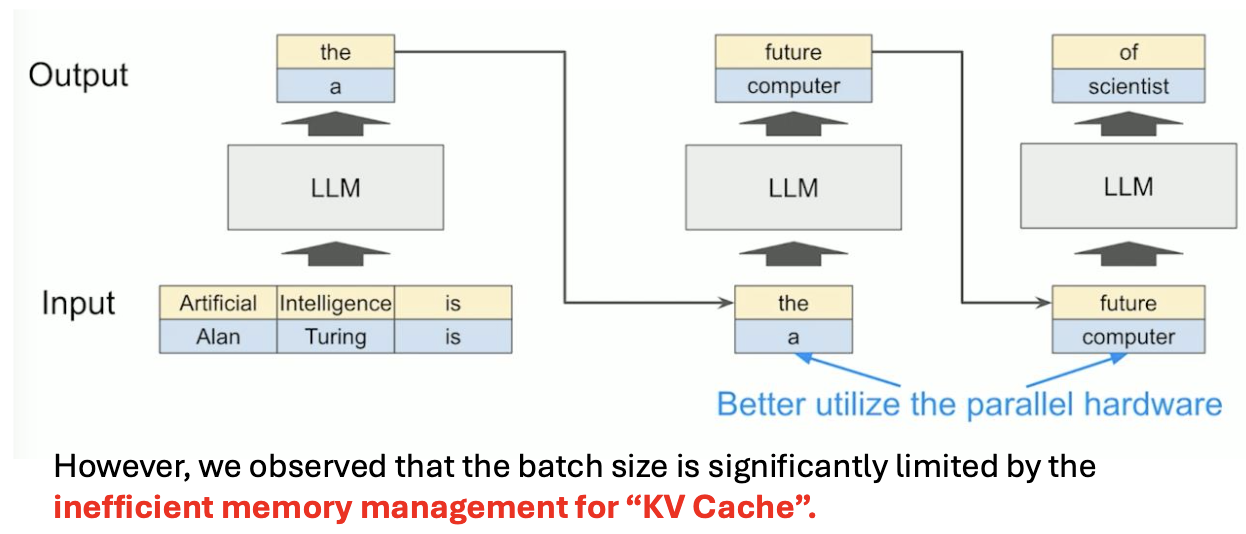 Output
the
a
future
computer
of
scientist
LLM
LLM
LLM
Input
Artificial Intelligence is
Alan Turing is
the
a
future
computer
Better utilize the parallel hardware
However, we observed that the batch size is significantly limited by the
inefficient memory management for “KV Cache”.